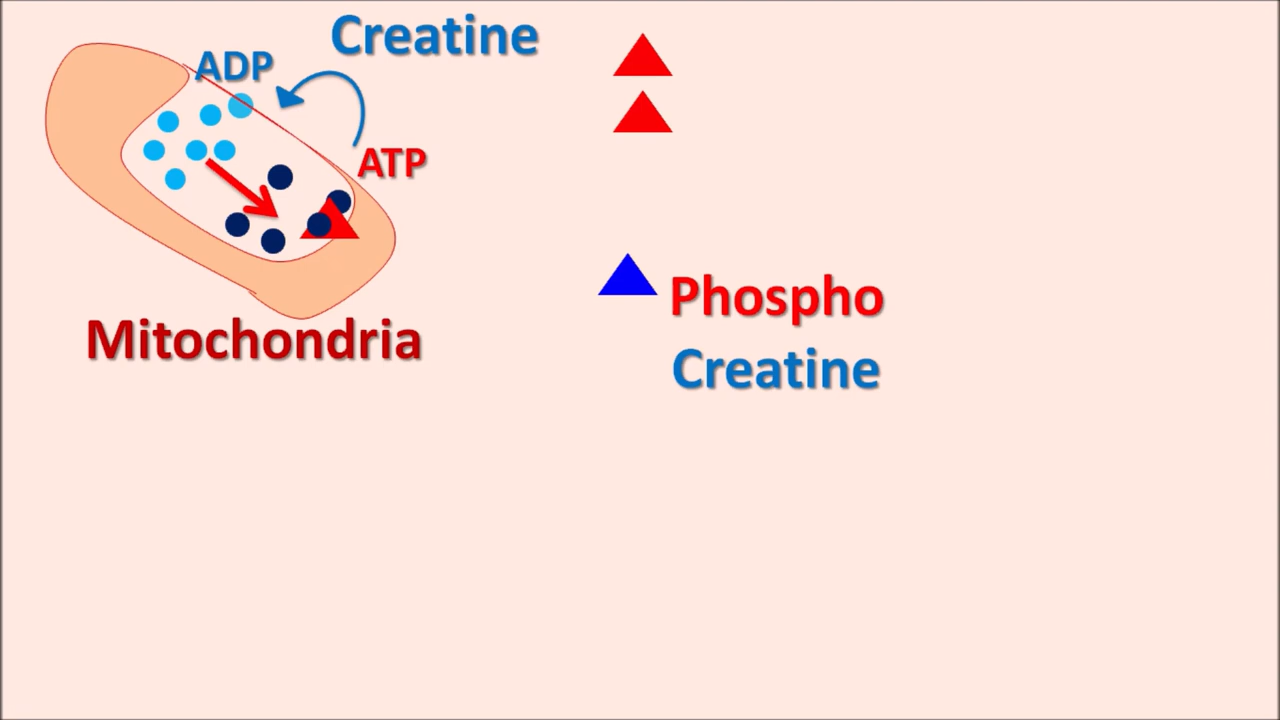 Creatine
ADP
ATP
Phospho
Creatine
Mitochondria